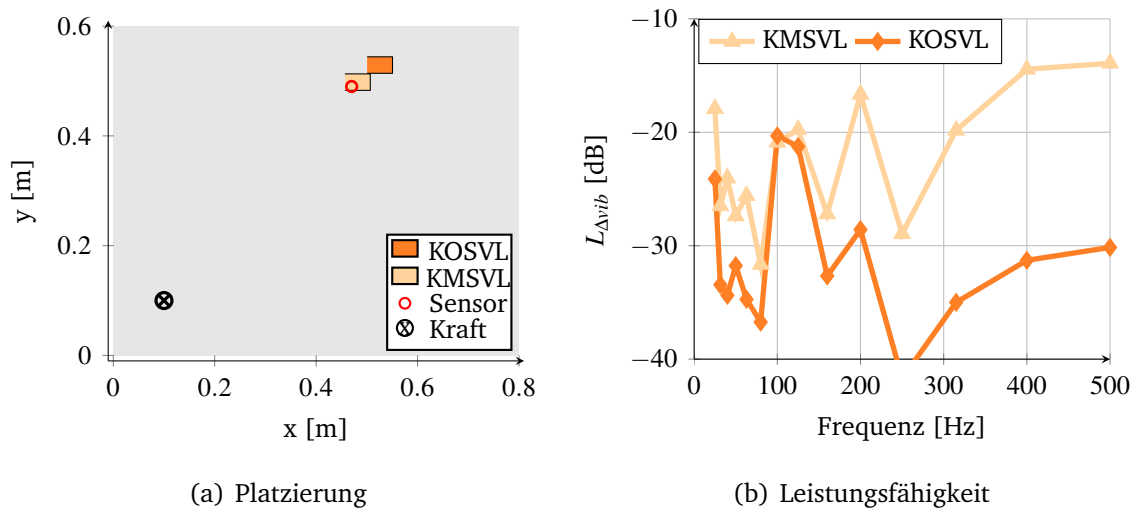 0.6
0.4
0.2
0
0
0.2
0.4
0.6
0.8
y [m]
x [m]
KOSVL
KMSVL
Sensor
Kraft
(a) Platzierung
KMSVL
KOSVL
−10
−20
−30
−40
0
100
200
300
400
500
L_Δvib [dB]
Frequenz [Hz]
(b) Leistungsfähigkeit